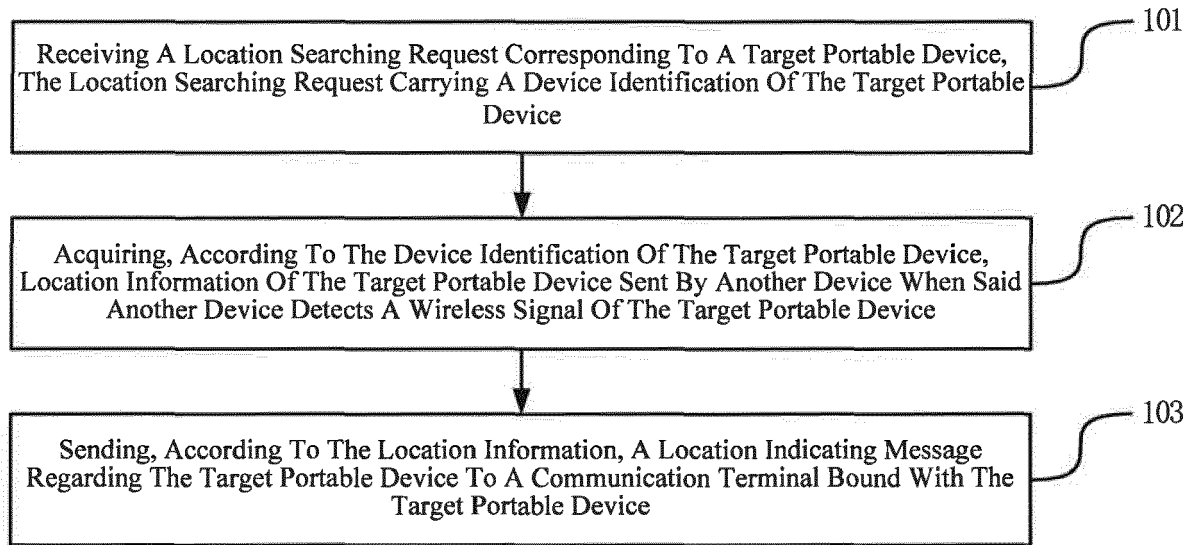 101
Receiving A Location Searching Request Corresponding To A Target Portable Device,
The Location Searching Request Carrying A Device Identification Of The Target Portable
Device
102
Acquiring, According To The Device Identification Of The Target Portable Device,
Location Information Of The Target Portable Device Sent By Another Device When Said
Another Device Detects A Wireless Signal Of The Target Portable Device
103
Sending, According To The Location Information, A Location Indicating Message
Regarding The Target Portable Device To A Communication Terminal Bound With The
Target Portable Device